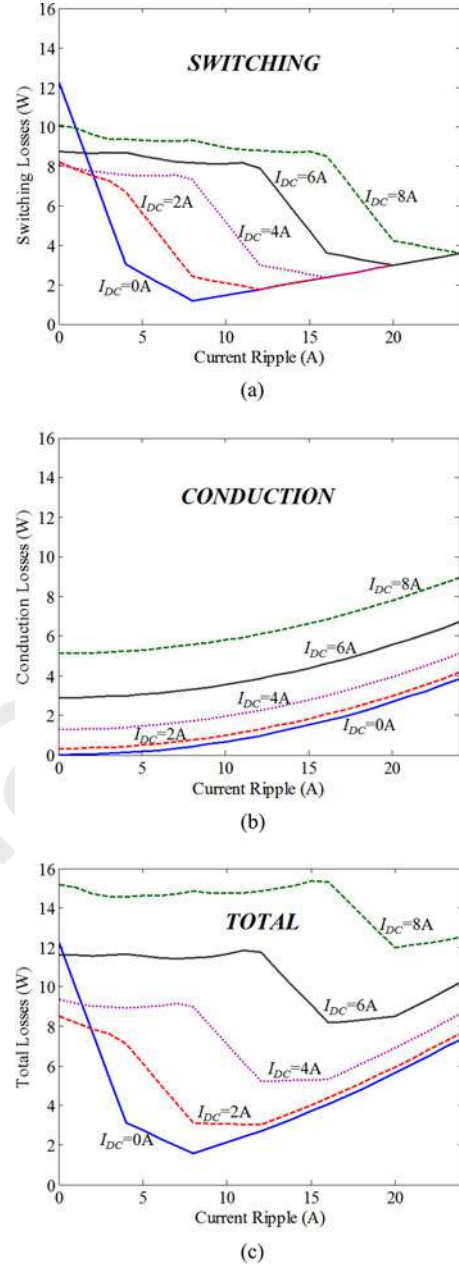 16
14
SWITCHING
12
10
8
6
4
2
0
Switching Losses (W)
I_DC=6A
I_DC=8A
I_DC=2A
I_DC=4A
I_DC=0A
0 5 10 15 20
Current Ripple (A)
(a)
16
14
CONDUCTION
12
10
8
6
4
2
0
Conduction Losses (W)
I_DC=8A
I_DC=6A
I_DC=4A
I_DC=2A
I_DC=0A
0 5 10 15 20
Current Ripple (A)
(b)
16
14
TOTAL
12
10
8
6
4
2
0
Total Losses (W)
I_DC=8A
I_DC=6A
I_DC=4A
I_DC=2A
I_DC=0A
0 5 10 15 20
Current Ripple (A)
(c)